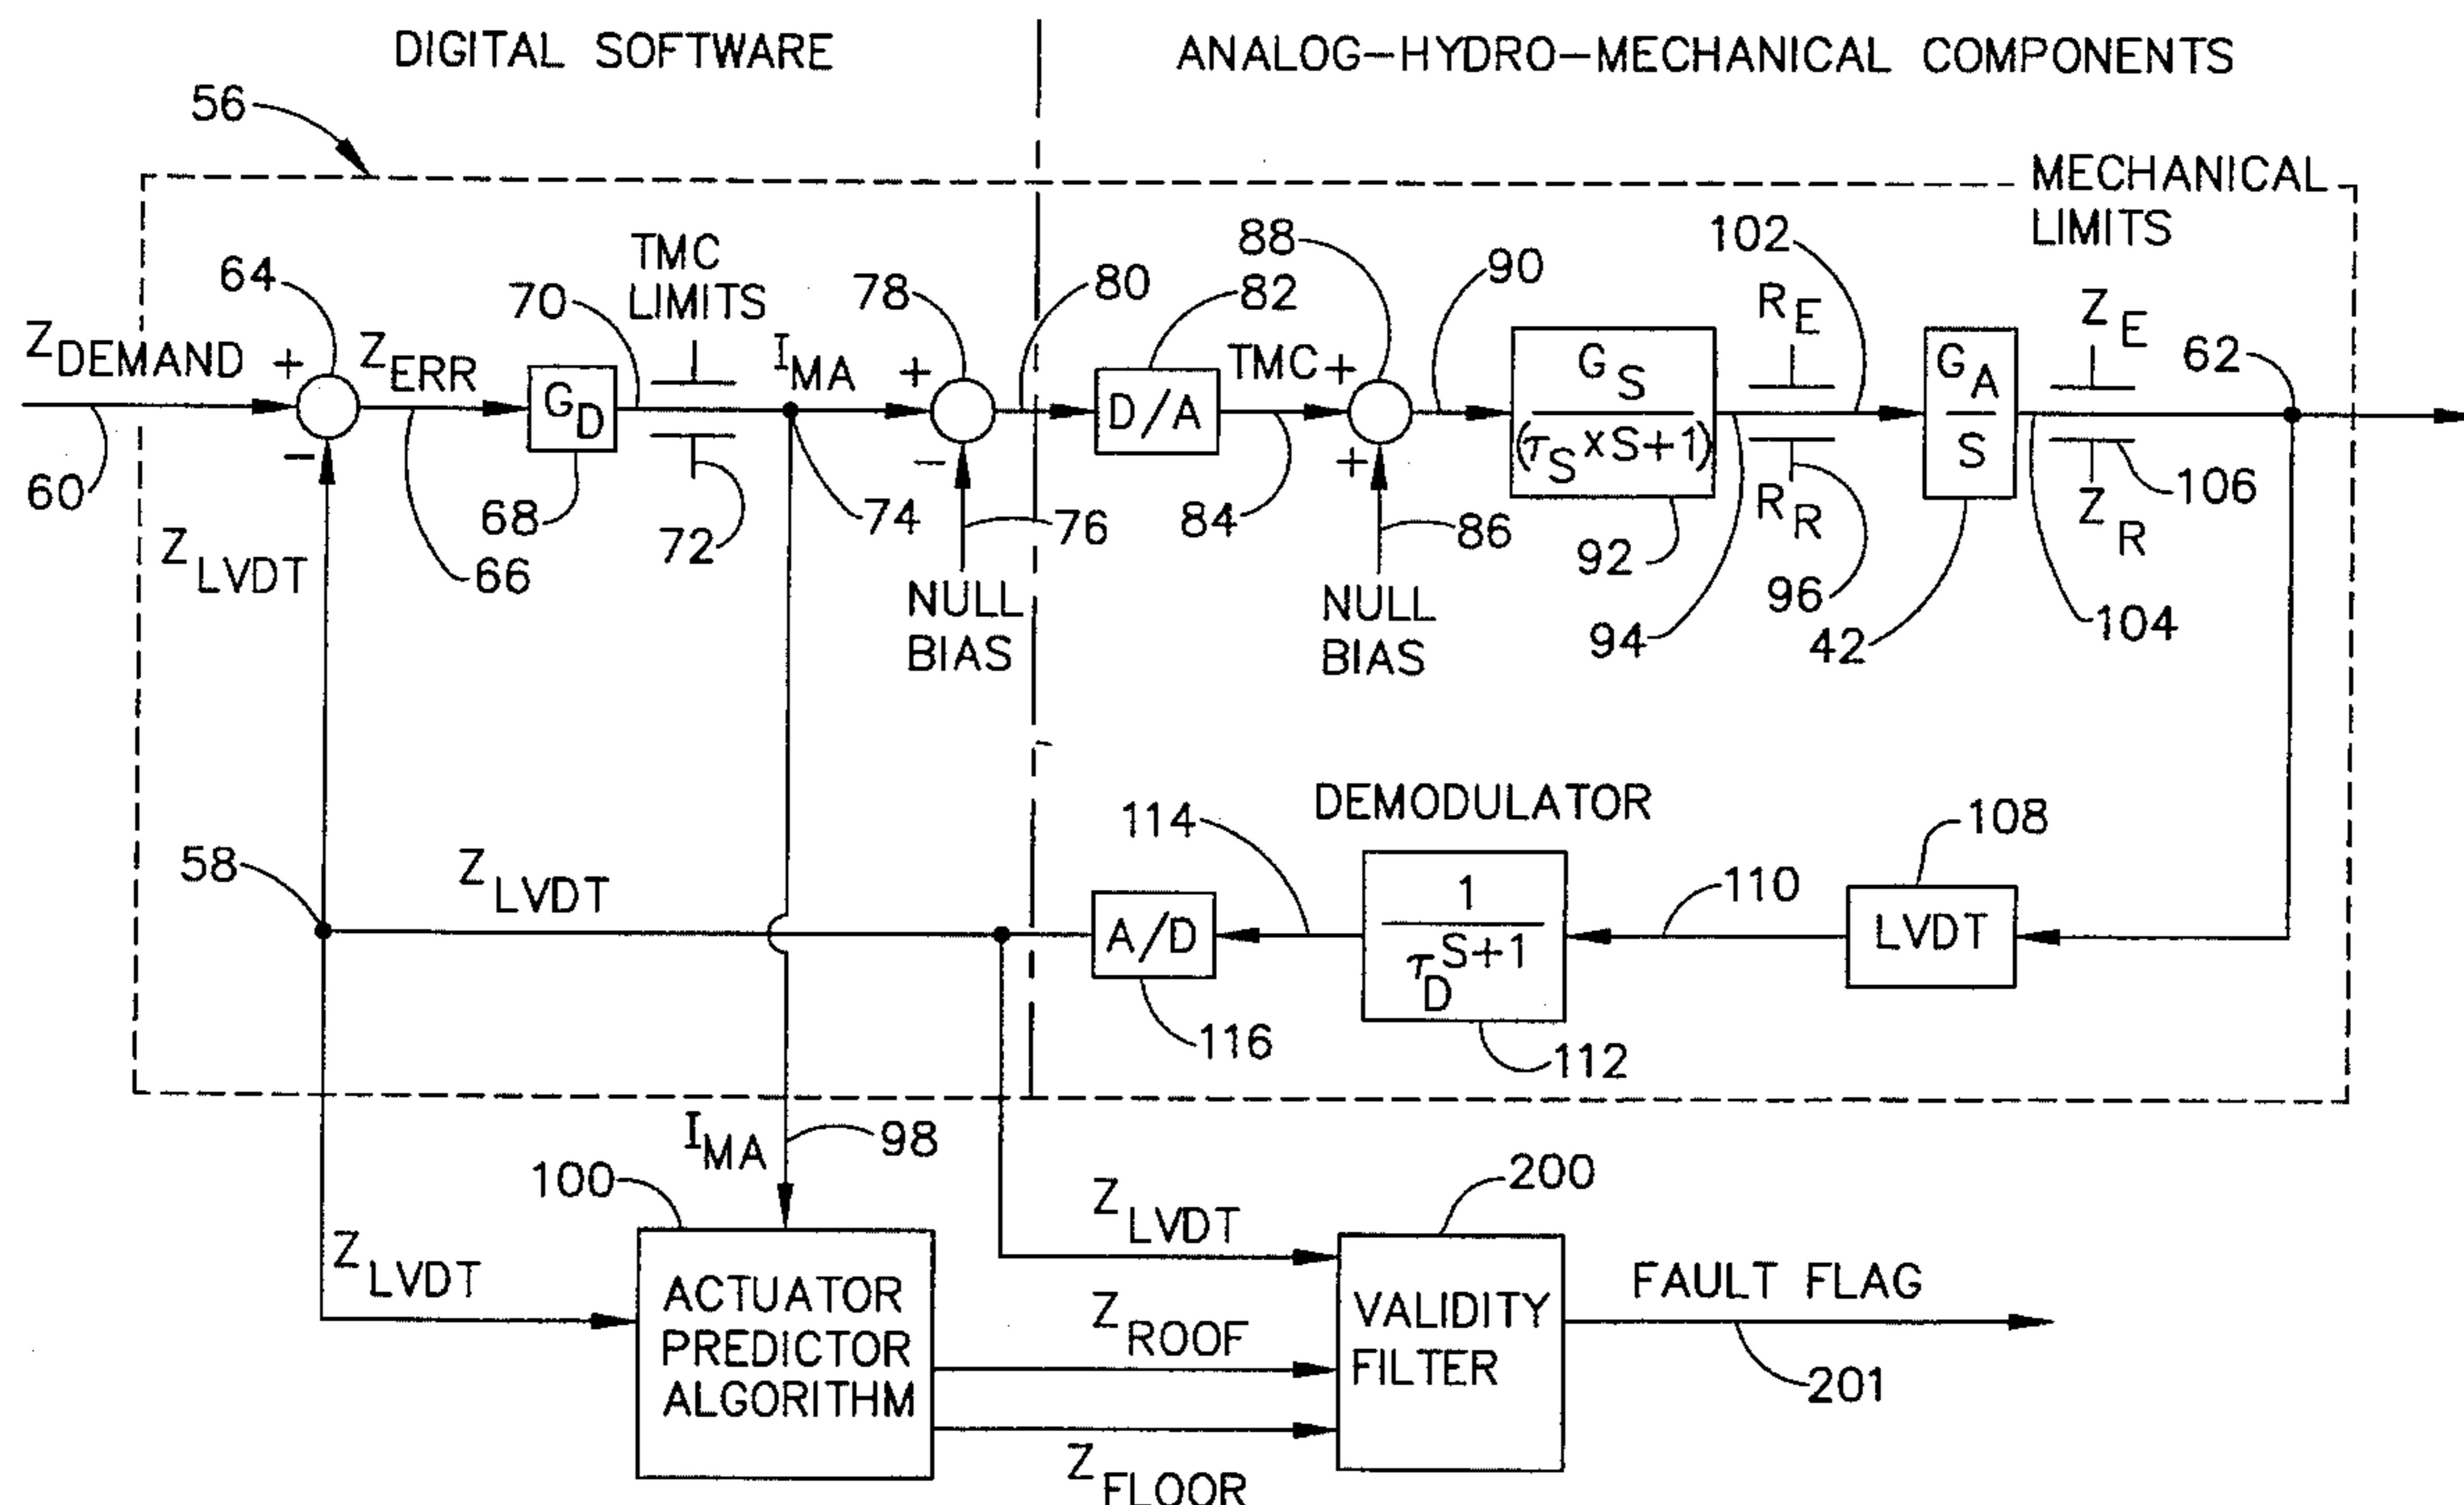 DIGITAL SOFTWARE
ANALOG-HYDRO-MECHANICAL COMPONENTS
56
MECHANICAL
LIMITS
64
70
TMC
LIMITS
78
80
82
88
90
102
R_E
Z_E
62
Z_DEMAND
+
Z_ERR
G_D
I_MA
+
D/A
TMC
+
G_S
(τ_S × S+1)
G_A
S
60
−
66
68
72
74
−
76
84
+
86
92
R_R
94
96
42
Z_R
104
106
Z_LVDT
NULL
BIAS
NULL
BIAS
DEMODULATOR
58
Z_LVDT
114
110
108
A/D
1
τ_D S+1
LVDT
116
112
I_MA
98
100
Z_LVDT
200
Z_LVDT
ACTUATOR
PREDICTOR
ALGORITHM
Z_ROOF
Z_FLOOR
VALIDITY
FILTER
FAULT FLAG
201